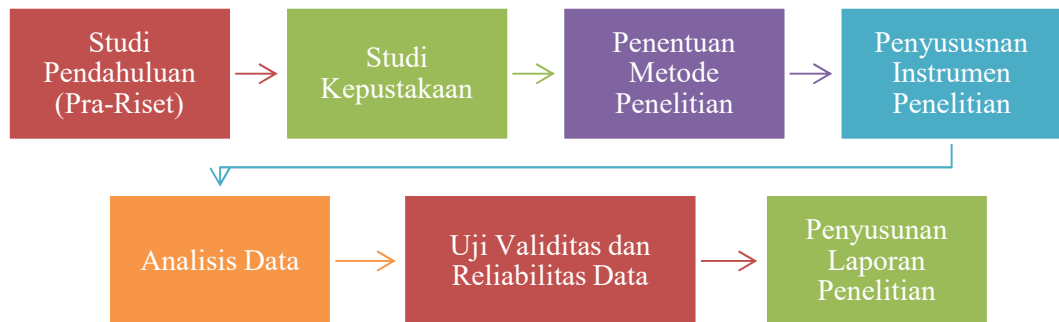 Studi
Pendahuluan
(Pra-Riset)
Studi
Kepustakaan
Penentuan
Metode
Penelitian
Penyususnan
Instrumen
Penelitian
Analisis Data
Uji Validitas dan
Reliabilitas Data
Penyusunan
Laporan
Penelitian